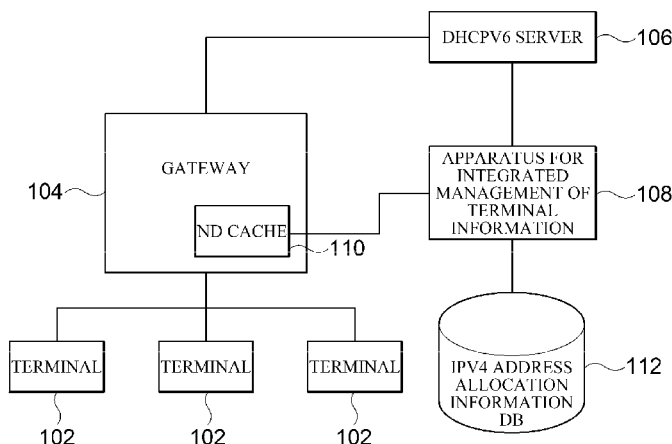 DHCPV6 SERVER
106
GATEWAY
104
ND CACHE
110
APPARATUS FOR
INTEGRATED
MANAGEMENT OF
TERMINAL
INFORMATION
108
TERMINAL
TERMINAL
TERMINAL
102
102
102
IPV4 ADDRESS
ALLOCATION
INFORMATION
DB
112